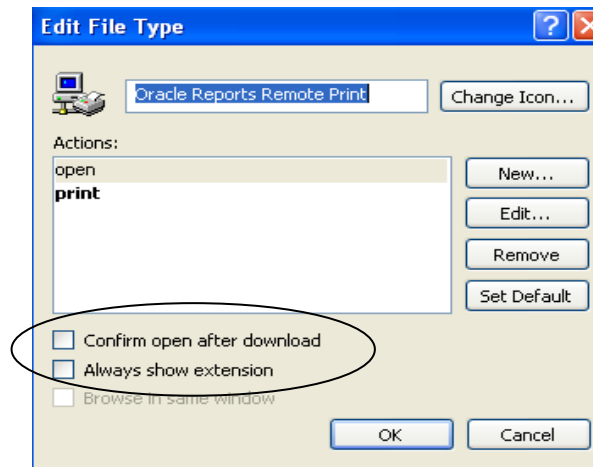 Edit File Type
Oracle Reports Remote Print
Change Icon...
Actions:
open
print
New...
Edit...
Remove
Set Default
Confirm open after download
Always show extension
Browse in same window
OK
Cancel